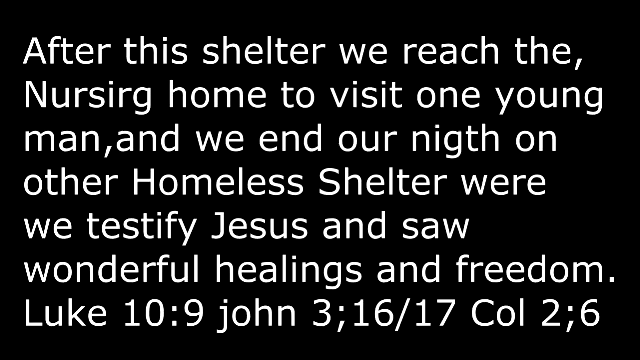 After this shelter we reach the,
Nursirg home to visit one young
man,and we end our nigth on
other Homeless Shelter were
we testify Jesus and saw
wonderful healings and freedom.
Luke 10:9 john 3;16/17 Col 2;6